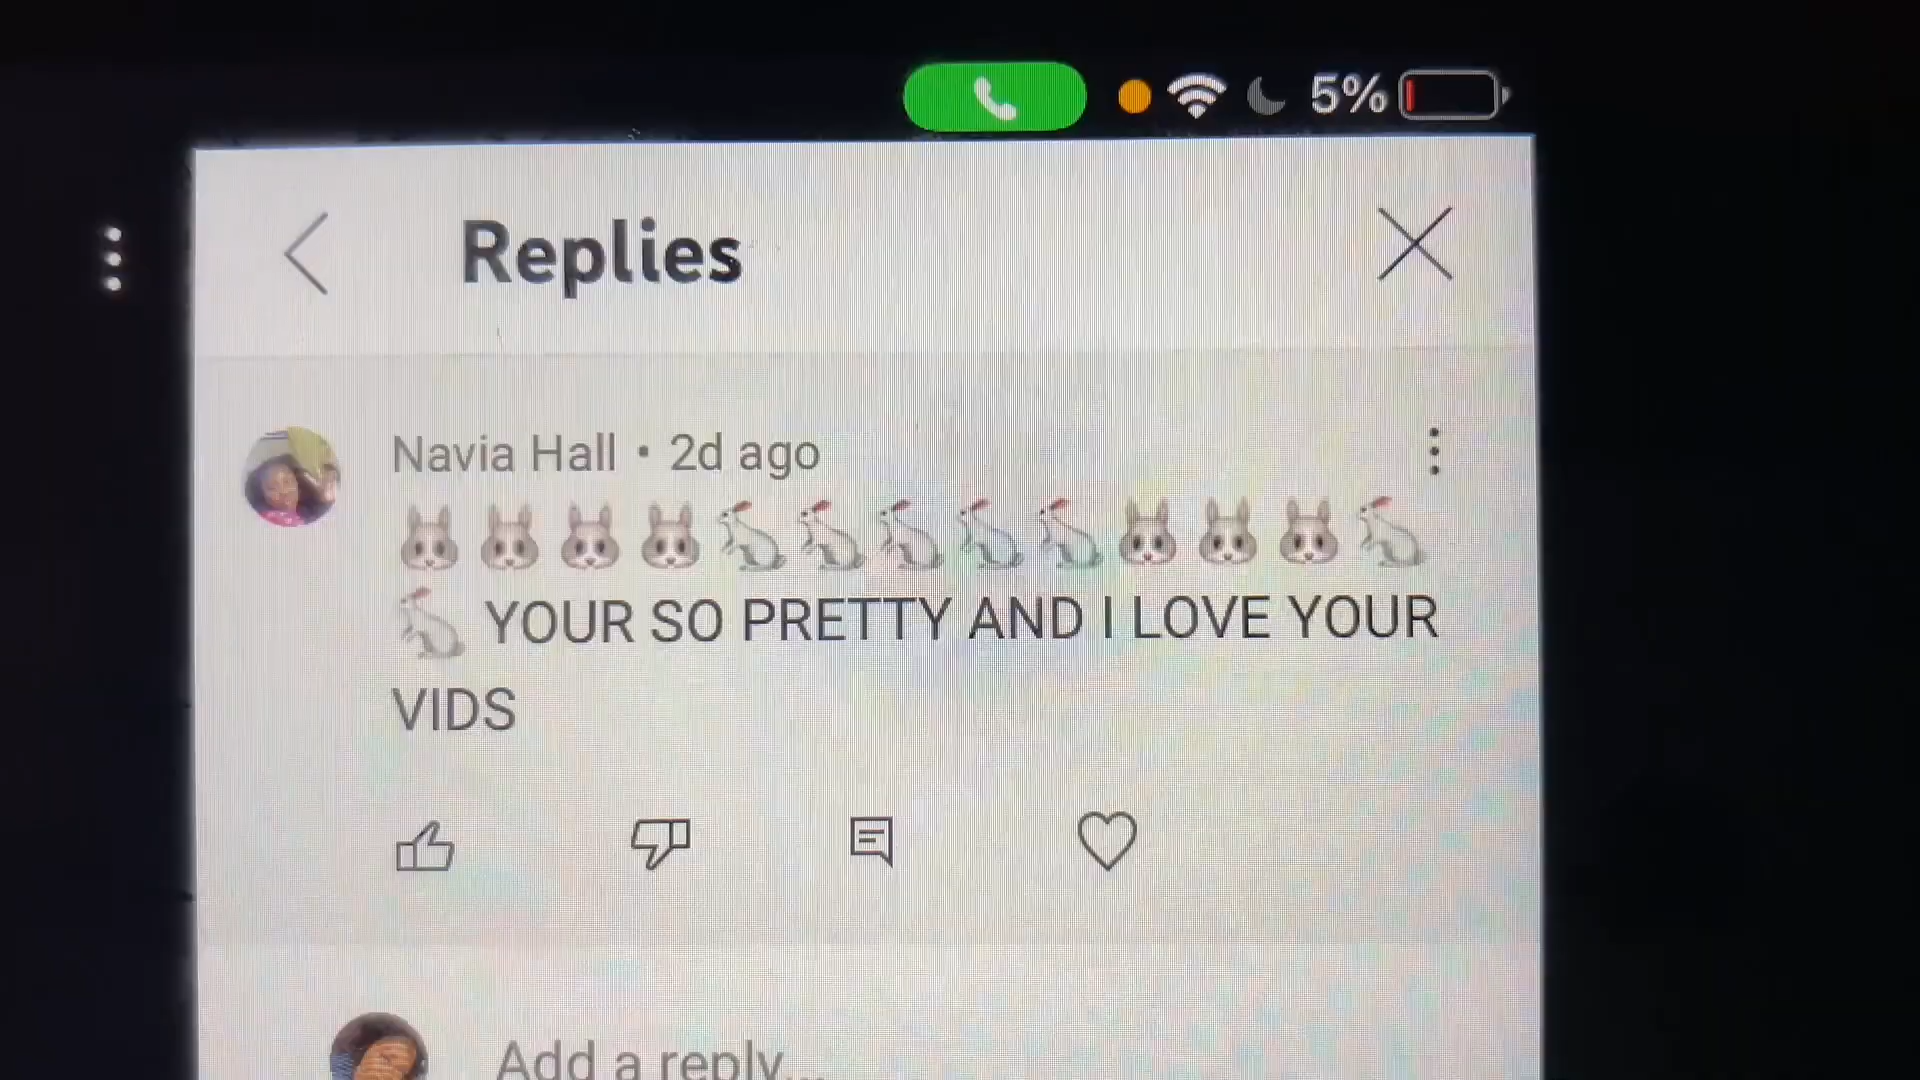 5%
Replies
Navia Hall • 2d ago
🐰🐰🐰🐰🐇🐇🐇🐇🐇🐰🐰🐰🐇
🐇 YOUR SO PRETTY AND I LOVE YOUR
VIDS
Add a reply...